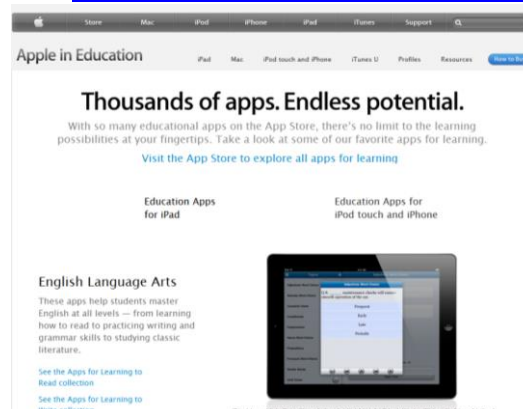 Store Mac iPod iPhone iPad iTunes Support
Apple in Education
iPad Mac iPod touch and iPhone iTunes U Profiles Resources How to Bu
Thousands of apps. Endless potential.
With so many educational apps on the App Store, there's no limit to the learning
possibilities at your fingertips. Take a look at some of our favorite apps for learning.
Visit the App Store to explore all apps for learning
Education Apps
for iPad
Education Apps for
iPod touch and iPhone
English Language Arts
These apps help students master
English at all levels — from learning
how to read to practicing writing and
grammar skills to studying classic
literature.
See the Apps for Learning to
Read collection
See the Apps for Learning to